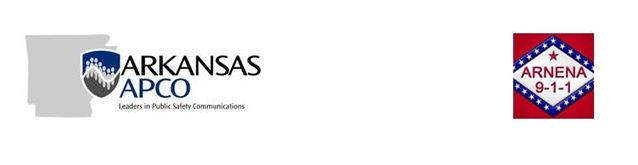 ARKANSAS
APCO
Leaders in Public Safety Communications
ARNENA
9-1-1